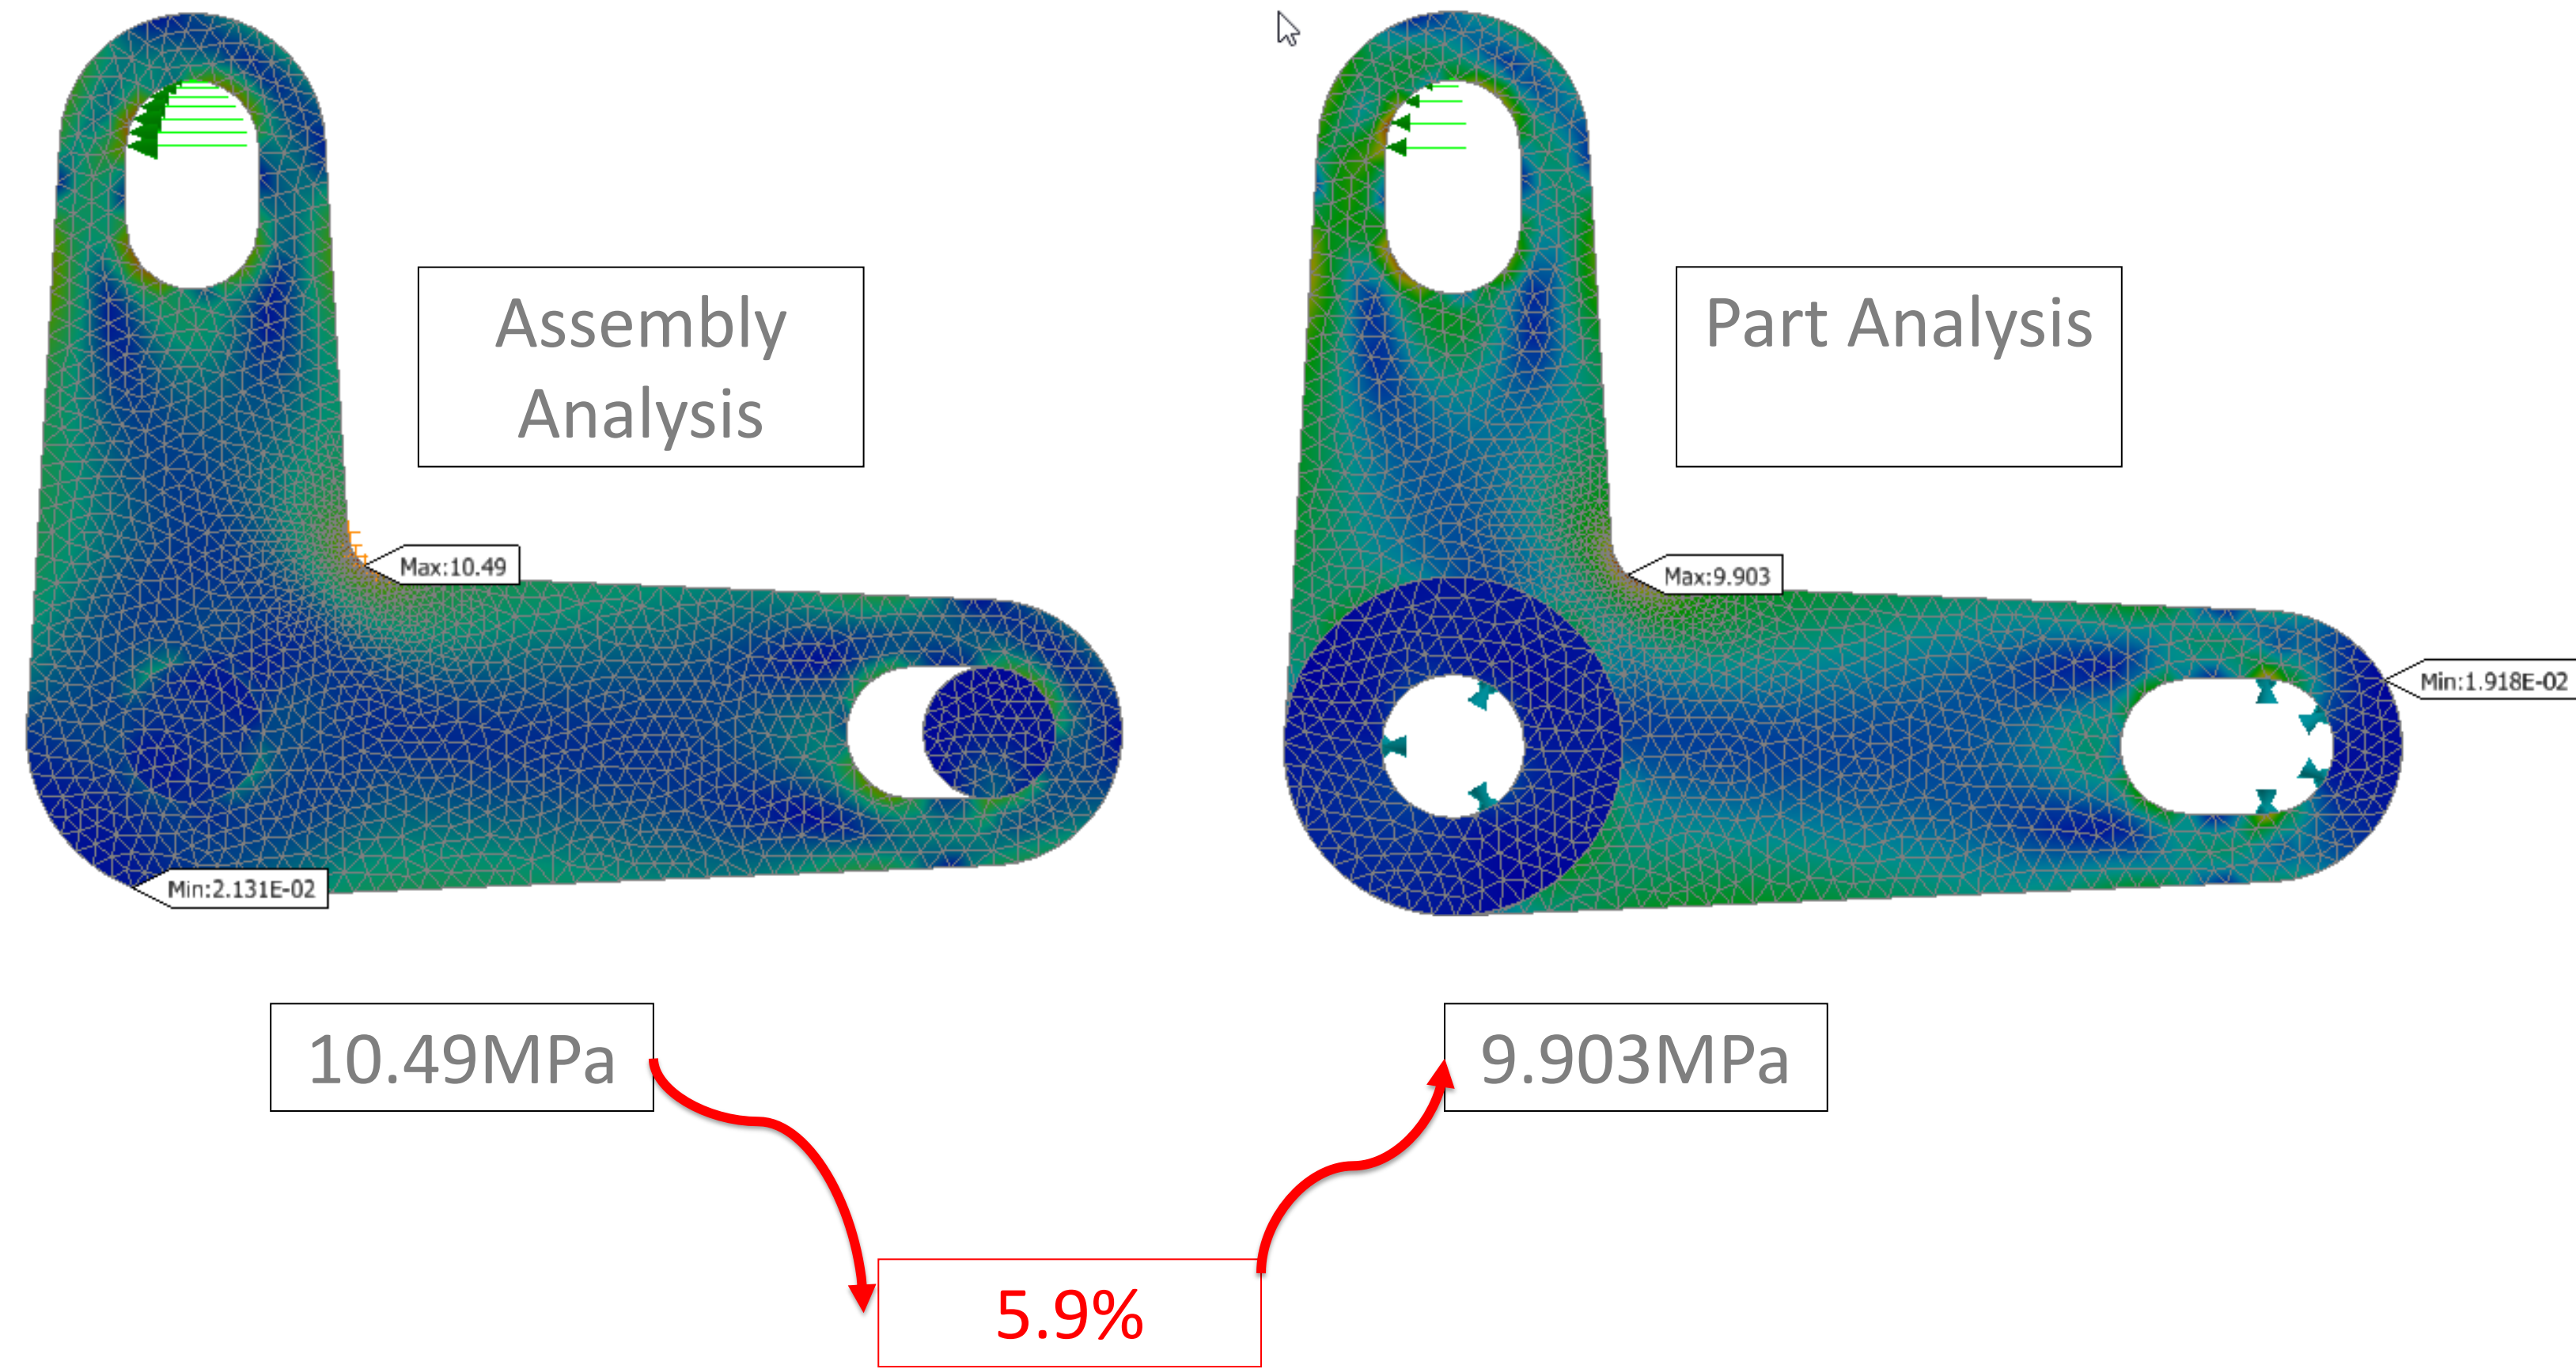 Assembly
Analysis
Part Analysis
Max:10.49
Max:9.903
Min:1.918E-02
Min:2.131E-02
10.49MPa
9.903MPa
5.9%